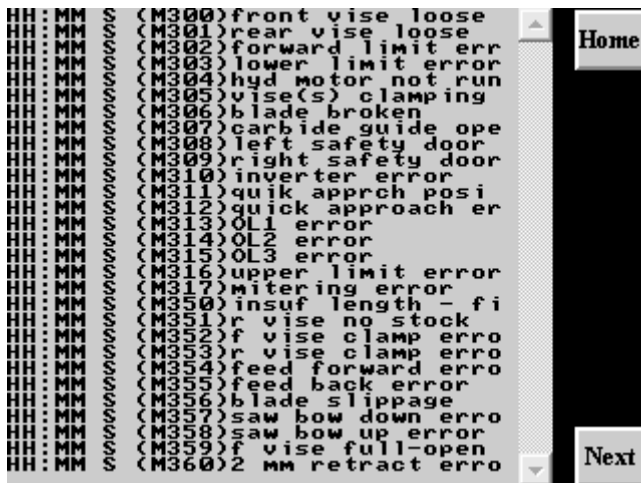 HH:MM S (M300)front vise loose
HH:MM S (M301)rear vise loose
HH:MM S (M302)forward limit err
HH:MM S (M303)lower limit error
HH:MM S (M304)hyd motor not run
HH:MM S (M305)vise(s) clamping
HH:MM S (M306)blade broken
HH:MM S (M307)carbide guide ope
HH:MM S (M308)left safety door
HH:MM S (M309)right safety door
HH:MM S (M310)inverter error
HH:MM S (M311)quik apprch posi
HH:MM S (M312)quick approach er
HH:MM S (M313)OL1 error
HH:MM S (M314)OL2 error
HH:MM S (M315)OL3 error
HH:MM S (M316)upper limit error
HH:MM S (M317)mitering error
HH:MM S (M350)insuf length - fi
HH:MM S (M351)r vise no stock
HH:MM S (M352)f vise clamp erro
HH:MM S (M353)r vise clamp erro
HH:MM S (M354)feed forward erro
HH:MM S (M355)feed back error
HH:MM S (M356)blade slippage
HH:MM S (M357)saw bow down erro
HH:MM S (M358)saw bow up error
HH:MM S (M359)f vise full-open
HH:MM S (M360)2 mm retract erro
Home
Next